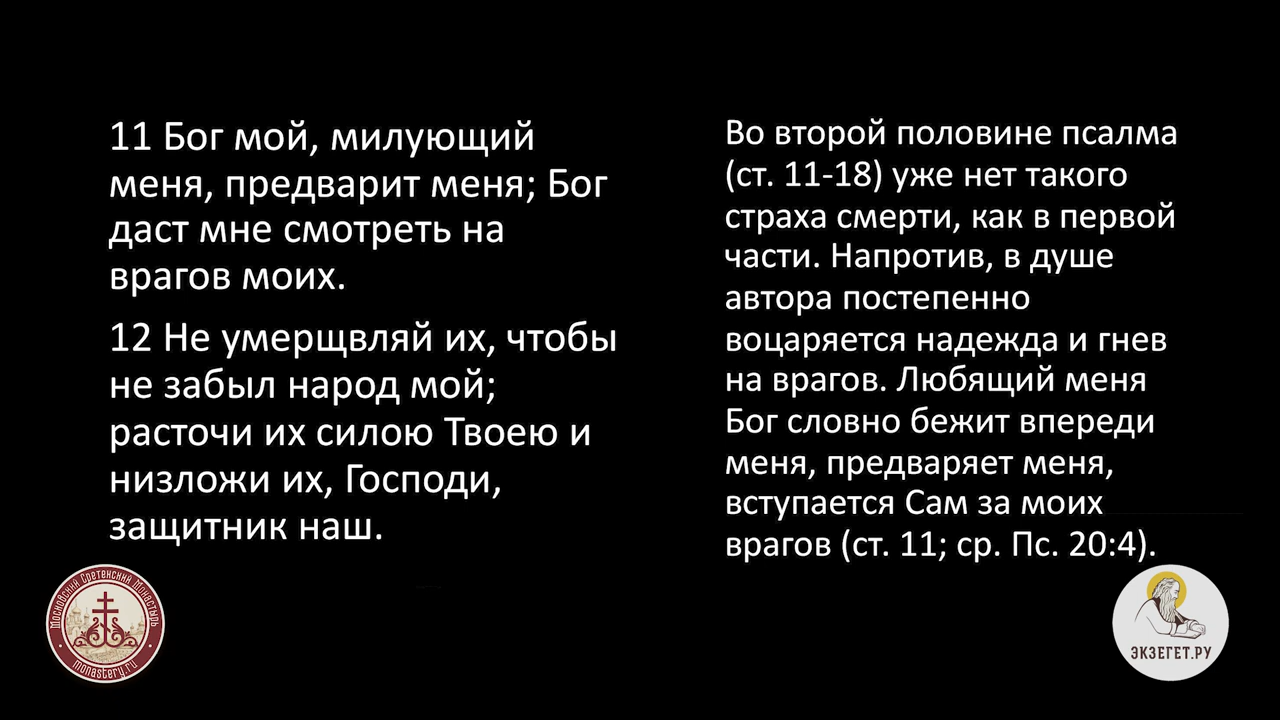 11 Бог мой, милующий
меня, предварит меня; Бог
даст мне смотреть на
врагов моих.
12 Не умерщвляй их, чтобы
не забыл народ мой;
расточи их силою Твоею и
низложи их, Господи,
защитник наш.
Во второй половине псалма
(ст. 11-18) уже нет такого
страха смерти, как в первой
части. Напротив, в душе
автора постепенно
воцаряется надежда и гнев
на врагов. Любящий меня
Бог словно бежит впереди
меня, предваряет меня,
вступается Сам за моих
врагов (ст. 11; ср. Пс. 20:4).
Московский Сретенский Монастырь
monastery.ru
ЭКЗЕГЕТ.РУ